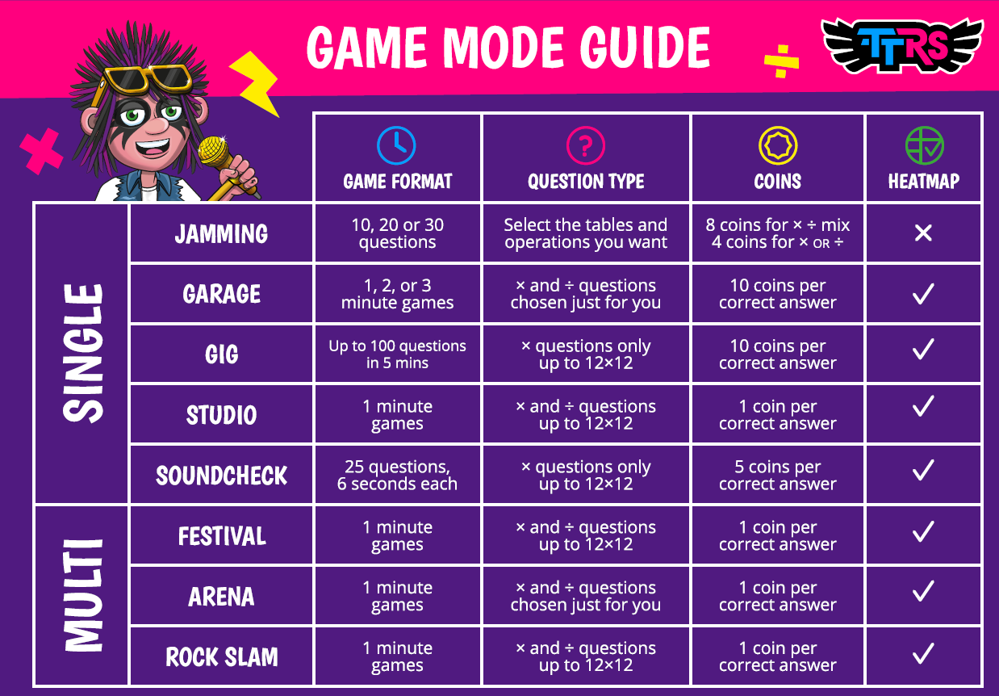 GAME MODE GUIDE
TTRS
GAME FORMAT
QUESTION TYPE
COINS
HEATMAP
SINGLE
JAMMING
10, 20 or 30
questions
Select the tables and
operations you want
8 coins for × ÷ mix
4 coins for × OR ÷
GARAGE
1, 2, or 3
minute games
× and ÷ questions
chosen just for you
10 coins per
correct answer
GIG
Up to 100 questions
in 5 mins
× questions only
up to 12×12
10 coins per
correct answer
STUDIO
1 minute
games
× and ÷ questions
up to 12×12
1 coin per
correct answer
SOUNDCHECK
25 questions,
6 seconds each
× questions only
up to 12×12
5 coins per
correct answer
MULTI
FESTIVAL
1 minute
games
× and ÷ questions
up to 12×12
1 coin per
correct answer
ARENA
1 minute
games
× and ÷ questions
chosen just for you
1 coin per
correct answer
ROCK SLAM
1 minute
games
× and ÷ questions
up to 12×12
1 coin per
correct answer